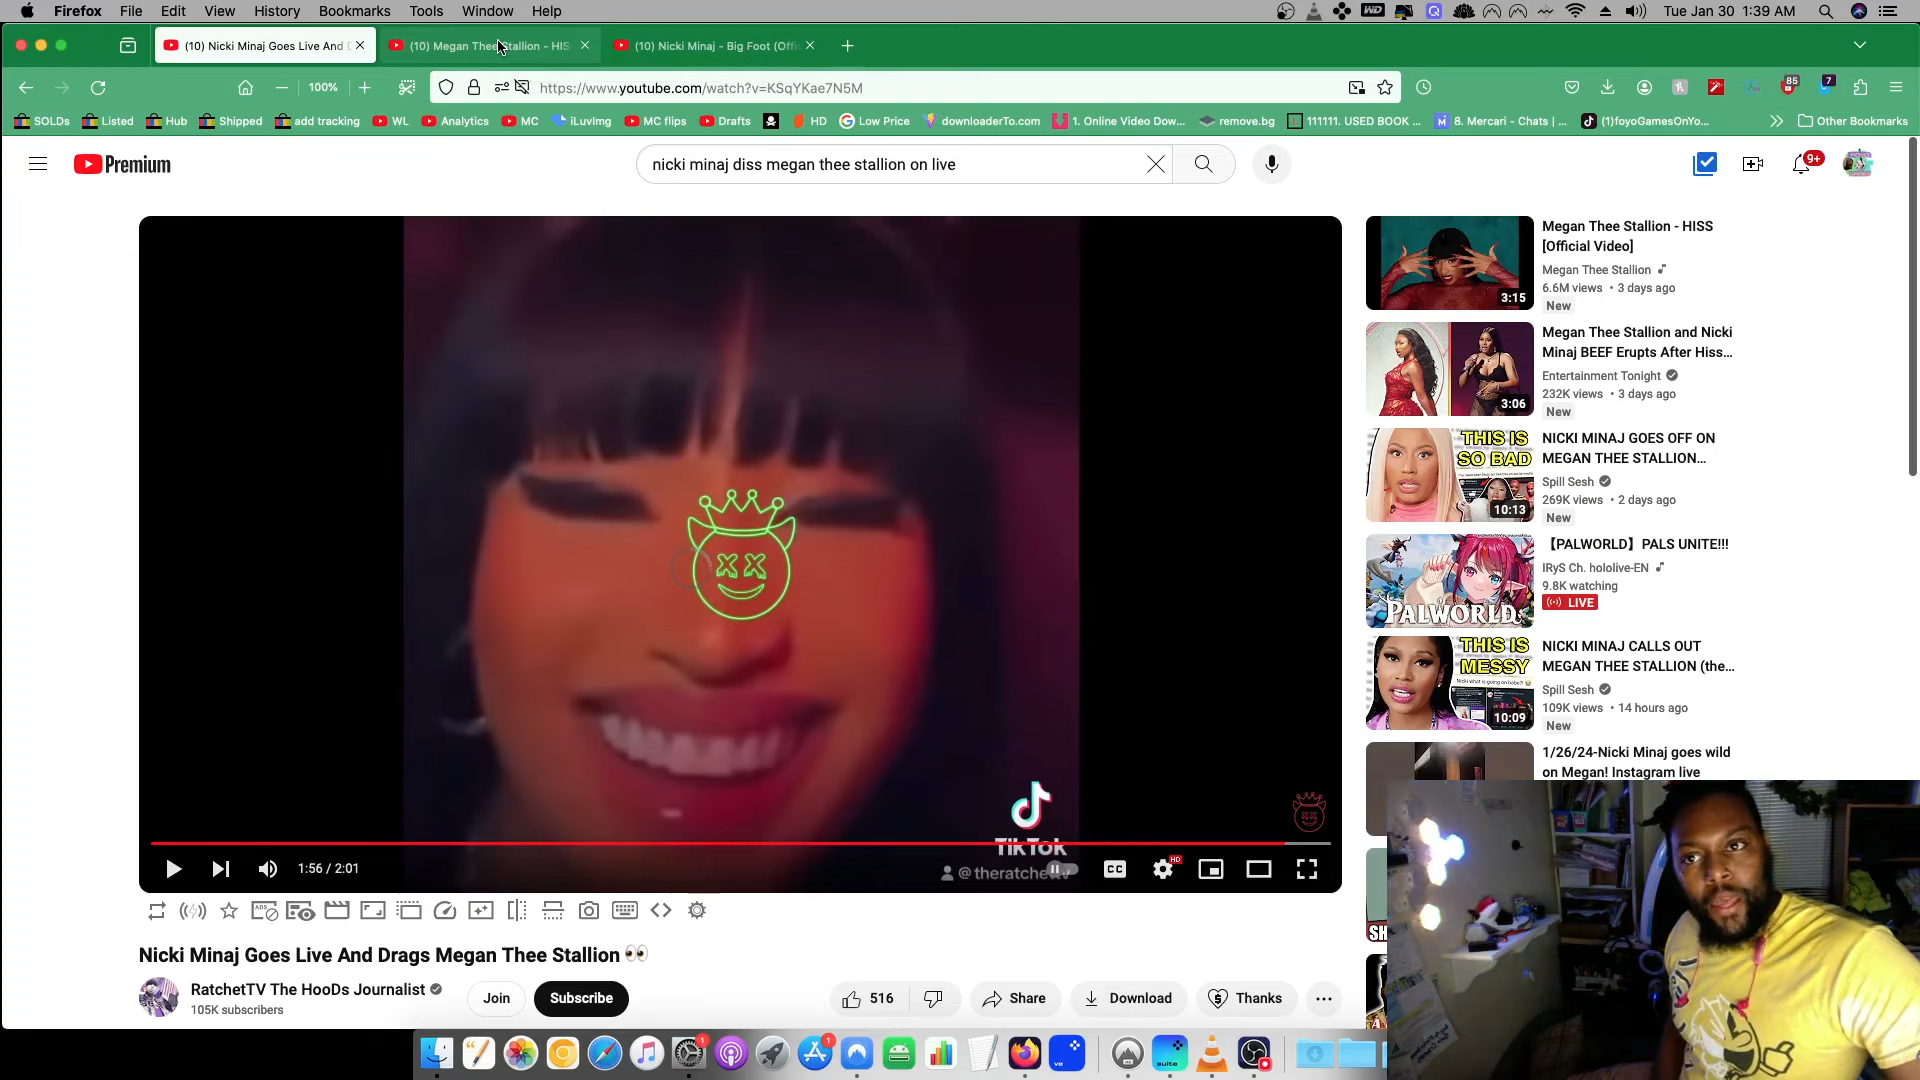 Firefox File Edit View History Bookmarks Tools Window Help
Tue Jan 30 1:39 AM
(10) Nicki Minaj Goes Live And
(10) Megan Thee Stallion - HIS
(10) Nicki Minaj - Big Foot (Offi
100%
https://www.youtube.com/watch?v=KSqYKae7N5M
85
7
SOLDs Listed Hub Shipped add tracking WL Analytics MC iLuvImg MC flips Drafts HD Low Price downloaderTo.com 1. Online Video Dow... remove.bg 111111. USED BOOK ... 8. Mercari - Chats | ... (1)foyoGamesOnYo... Other Bookmarks
Premium
nicki minaj diss megan thee stallion on live
9+
Megan Thee Stallion - HISS
[Official Video]
Megan Thee Stallion
6.6M views • 3 days ago
New
3:15
Megan Thee Stallion and Nicki
Minaj BEEF Erupts After Hiss...
Entertainment Tonight
232K views • 3 days ago
New
3:06
THIS IS
SO BAD
10:13
NICKI MINAJ GOES OFF ON
MEGAN THEE STALLION...
Spill Sesh
269K views • 2 days ago
New
PALWORLD
【PALWORLD】PALS UNITE!!!
IRyS Ch. hololive-EN
9.8K watching
LIVE
THIS IS
MESSY
10:09
NICKI MINAJ CALLS OUT
MEGAN THEE STALLION (the...
Spill Sesh
109K views • 14 hours ago
New
1/26/24-Nicki Minaj goes wild
on Megan! Instagram live
SH
TikTok
1:56 / 2:01
CC
HD
Nicki Minaj Goes Live And Drags Megan Thee Stallion 👀
RatchetTV The HooDs Journalist
105K subscribers
Join
Subscribe
516
Share
Download
Thanks